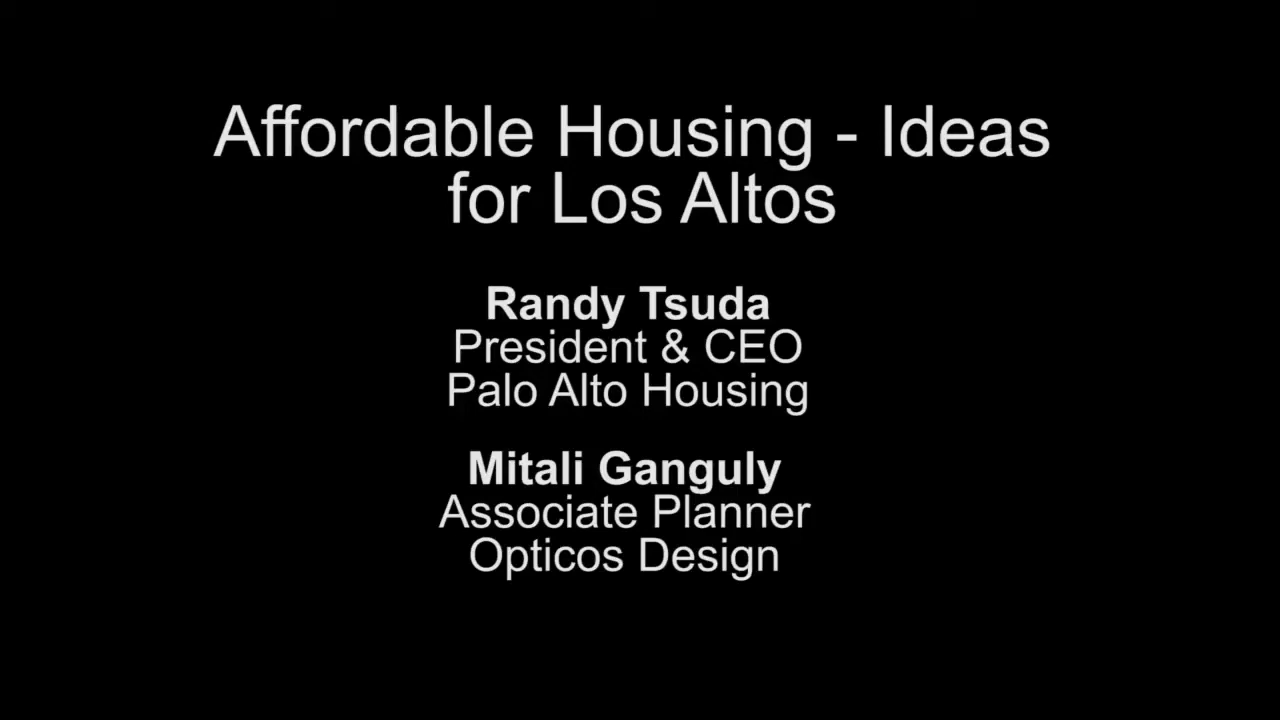 Affordable Housing - Ideas
for Los Altos
Randy Tsuda
President & CEO
Palo Alto Housing
Mitali Ganguly
Associate Planner
Opticos Design